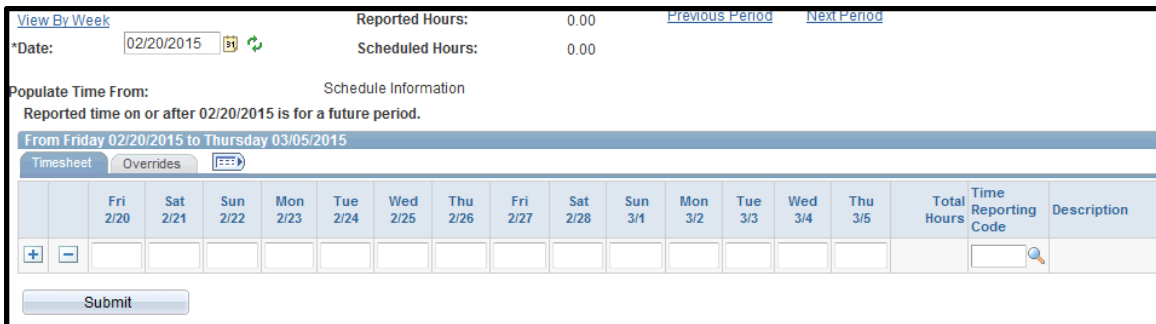 View By Week Reported Hours: 0.00 Previous Period Next Period
*Date: 02/20/2015 31 Scheduled Hours: 0.00
Populate Time From: Schedule Information
Reported time on or after 02/20/2015 is for a future period.
From Friday 02/20/2015 to Thursday 03/05/2015
Timesheet Overrides
Fri 2/20 Sat 2/21 Sun 2/22 Mon 2/23 Tue 2/24 Wed 2/25 Thu 2/26 Fri 2/27 Sat 2/28 Sun 3/1 Mon 3/2 Tue 3/3 Wed 3/4 Thu 3/5 Total Hours Time Reporting Code Description
Submit